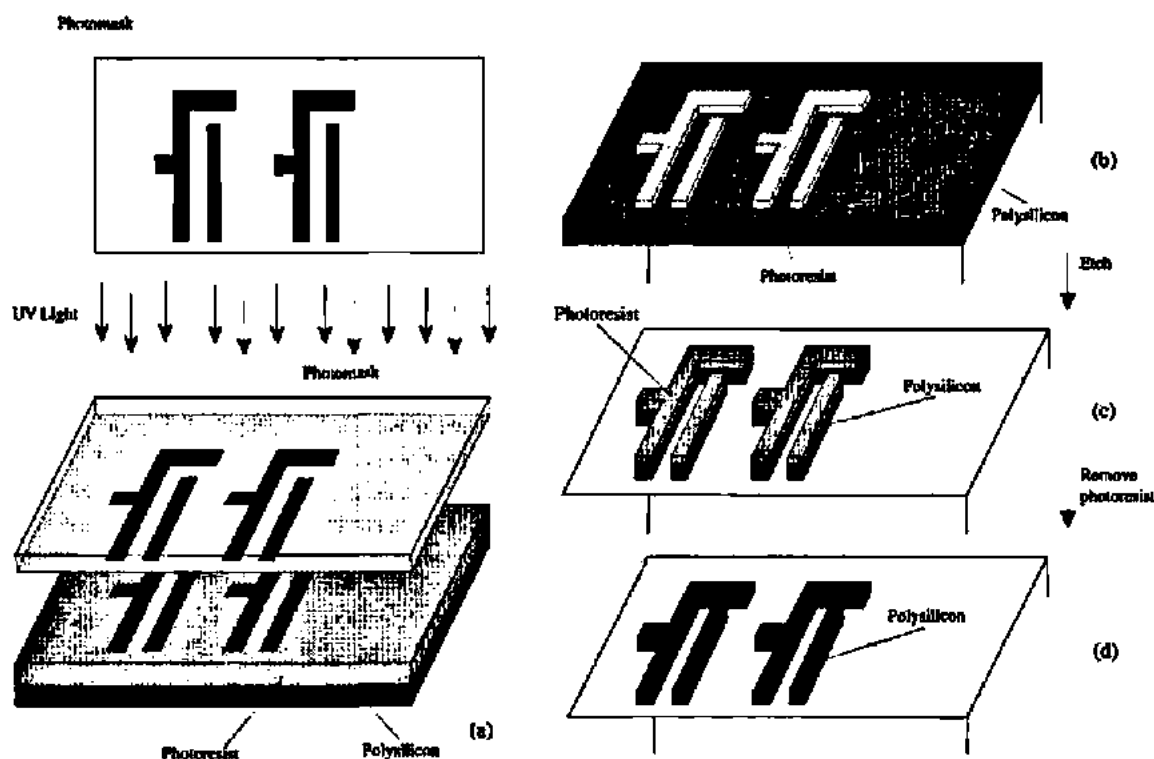 Photomask
UV Light
Photomask
Photoresist
Polysilicon
(a)
(b)
Polysilicon
Photoresist
Etch
Photoresist
Polysilicon
(c)
Remove
photoresist
Polysilicon
(d)